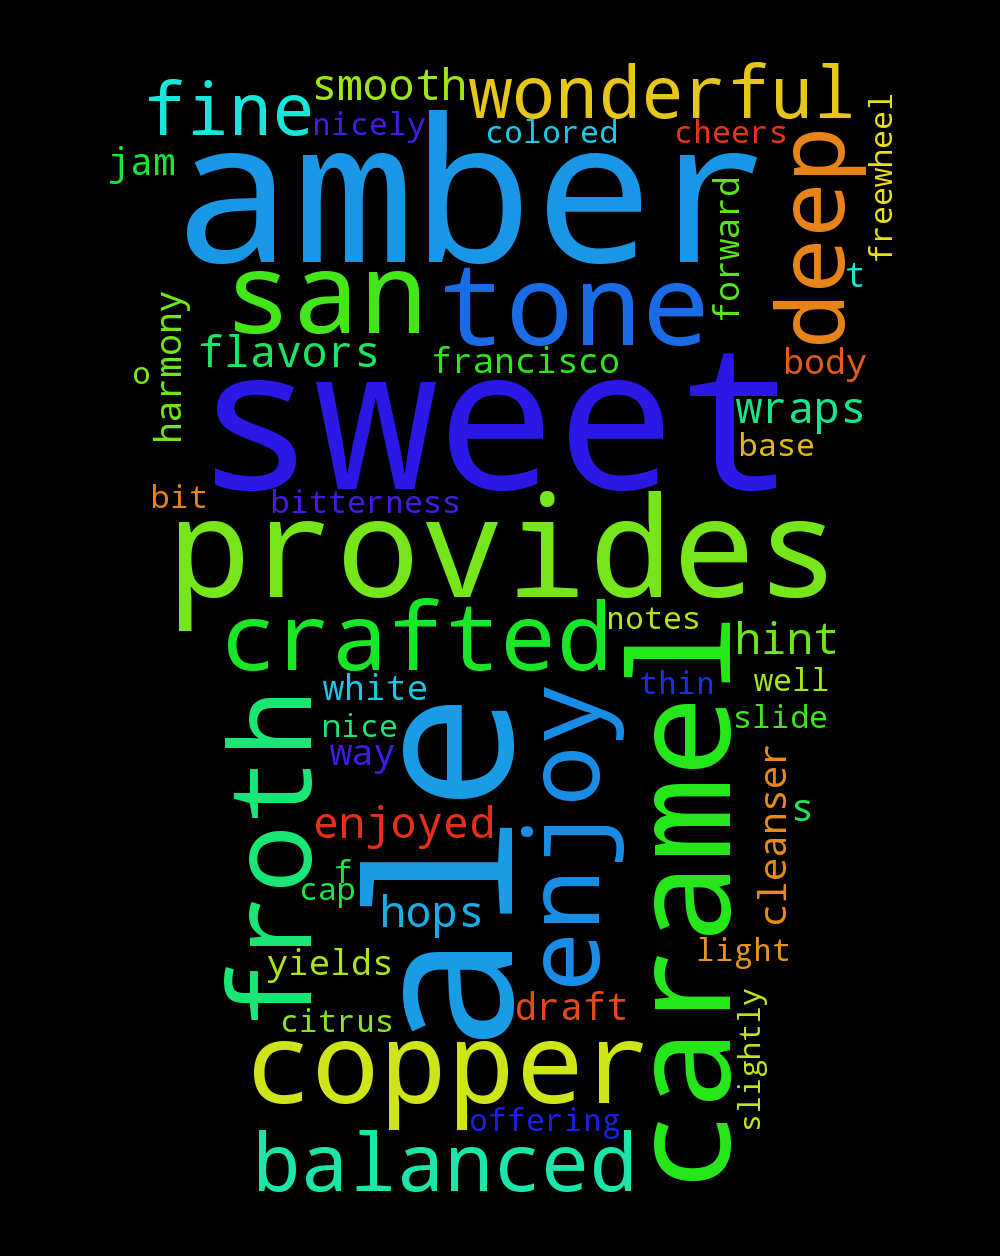 fine
smooth
wonderful
nicely
colored
cheers
jam
amber
deep
freewheel
forward
san
tone
t
harmony
flavors
francisco
body
o
sweet
wraps
base
bit
bitterness
provides
crafted
notes
hint
froth
white
ale
enjoy
caramel
thin
well
nice
slide
way
cleanser
enjoyed
s
f
cap
hops
light
yields
draft
slightly
citrus
copper
offering
balanced